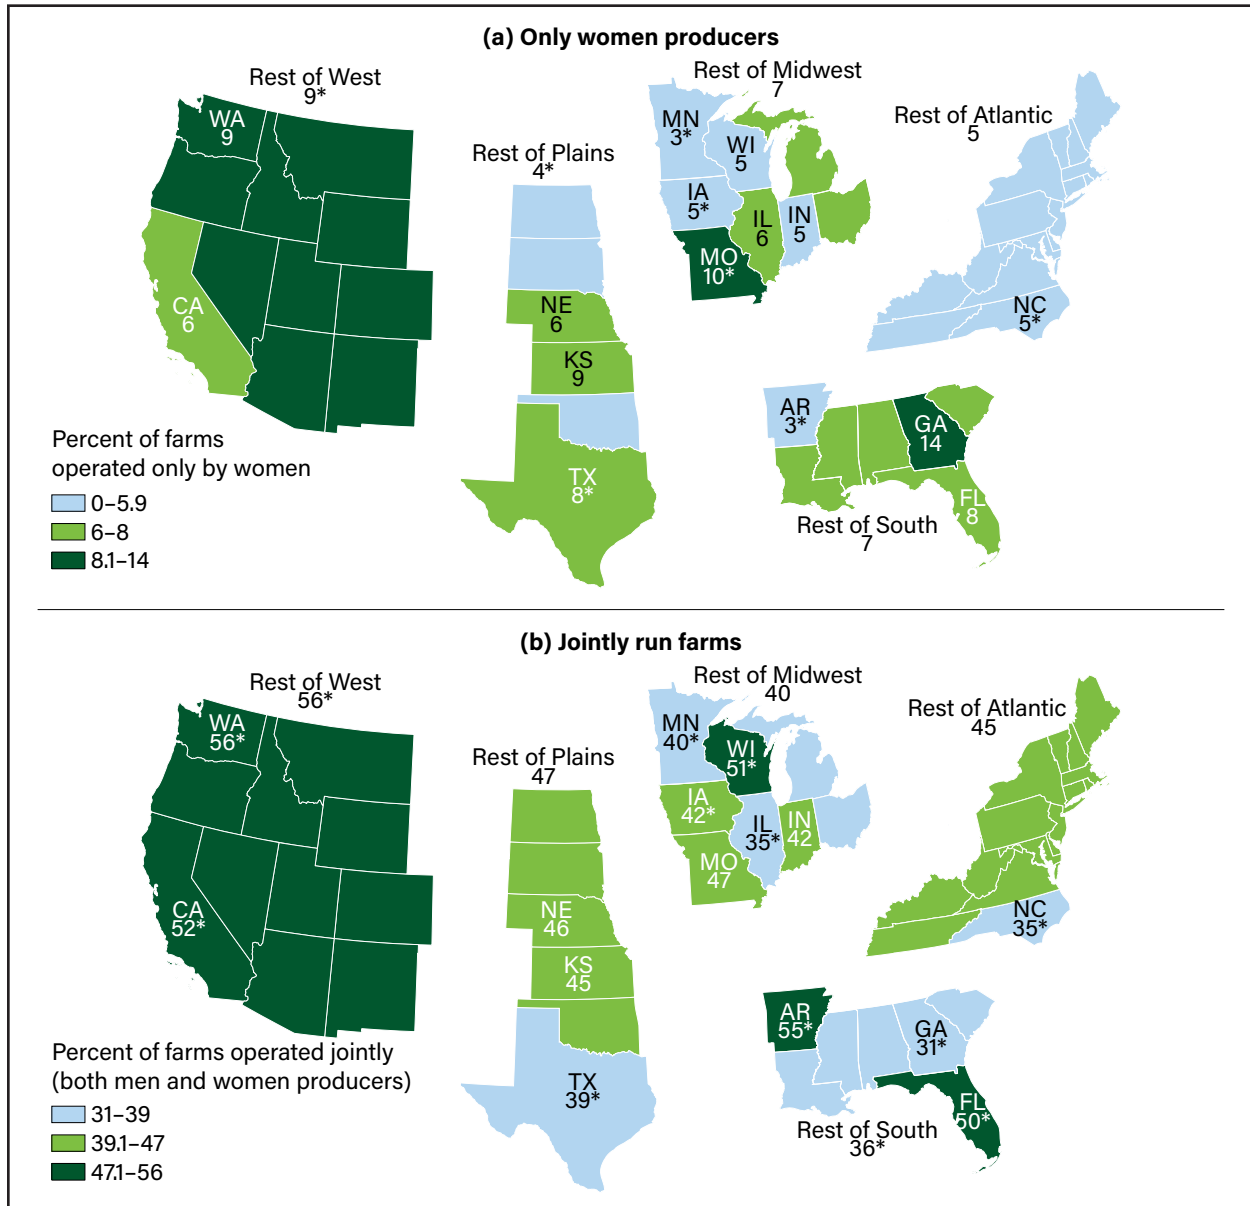 (a) Only women producers
Rest of West
9*
WA
9
CA
6
Rest of Plains
4*
NE
6
KS
9
TX
8*
Rest of Midwest
7
MN
3*
WI
5
IA
5*
IL
6
IN
5
MO
10*
Rest of Atlantic
5
NC
5*
AR
3*
GA
14
FL
8
Rest of South
7
Percent of farms
operated only by women
0–5.9
6–8
8.1–14
(b) Jointly run farms
Rest of West
56*
WA
56*
CA
52*
Rest of Plains
47
NE
46
KS
45
TX
39*
Rest of Midwest
40
MN
40*
WI
51*
IA
42*
IL
35*
IN
42
MO
47
Rest of Atlantic
45
NC
35*
AR
55*
GA
31*
FL
50*
Rest of South
36*
Percent of farms operated jointly
(both men and women producers)
31–39
39.1–47
47.1–56